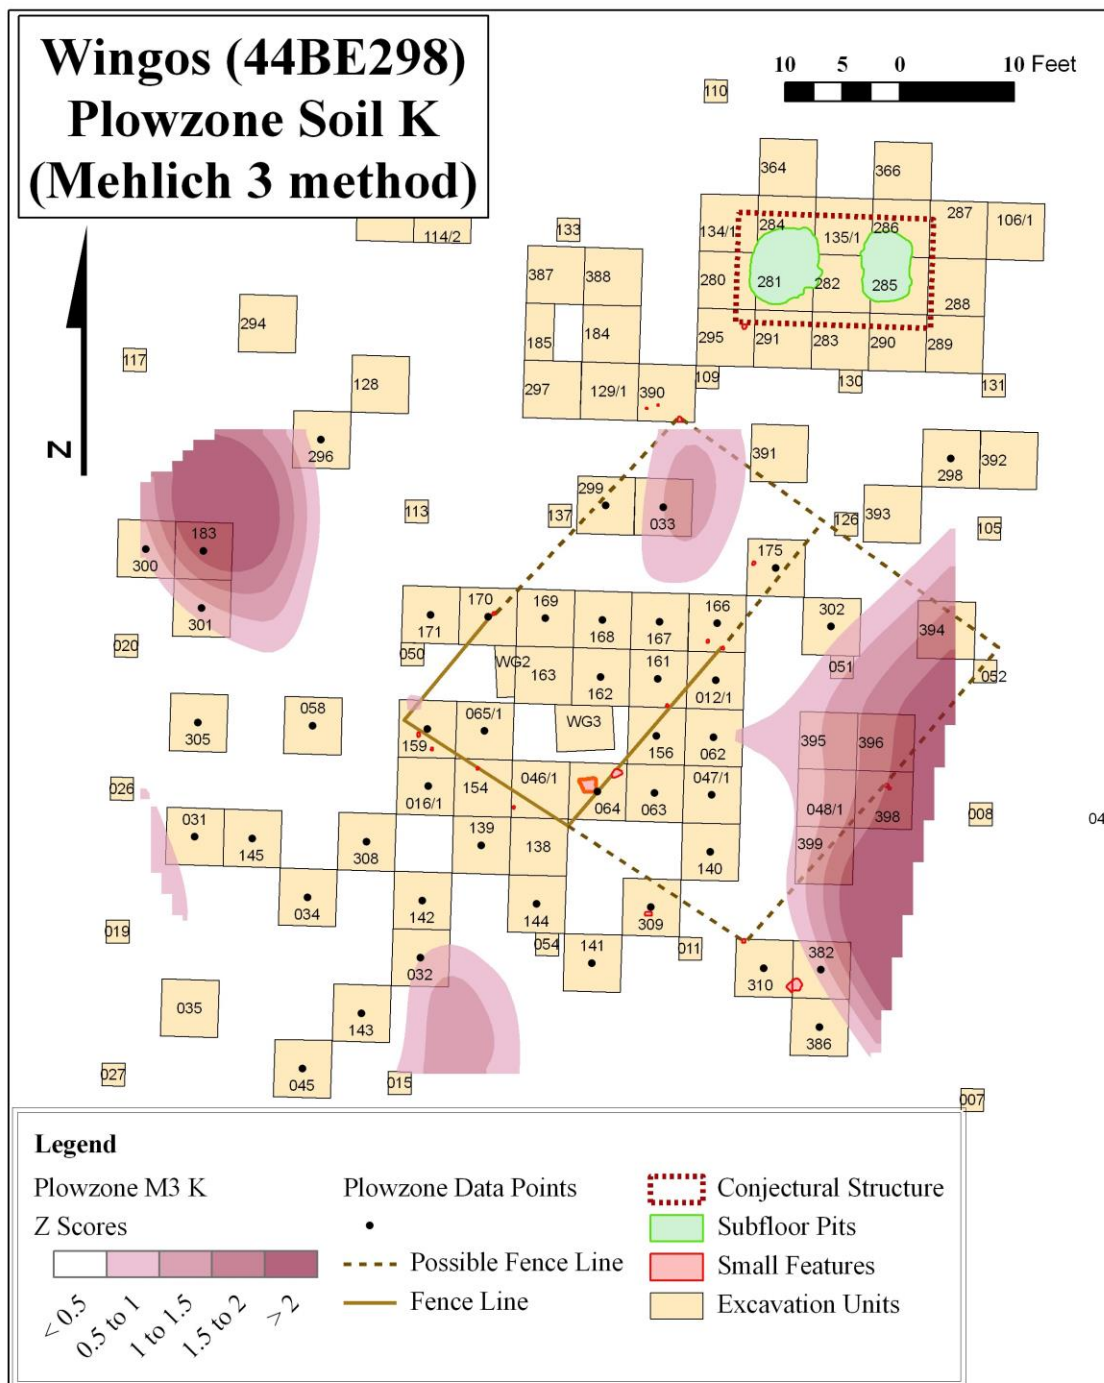 Wingos (44BE298)
Plowzone Soil K
(Mehlich 3 method)
10 5 0 10 Feet
110
364 366
134/1 284 135/1 286 287 106/1
114/2 133
387 388 280 281 282 285 288
294
185 184 295 291 283 290 289
117
128 297 129/1 390 109 130 131
Z
296 391 298 392
299
113 137 033 126 393 105
183
300 175
301 171 170 169 168 167 166 302 394
020 050 WG2 163 162 161 012/1 051 052
305 058 159 065/1 WG3 156 062 395 396
026 016/1 154 046/1 064 063 047/1 048/1 398 008 04
031 145 308 139 138 140 399
034 142 144 309
019 032 054 141 011 310 382
035 143 386
027 045 015 007
Legend
Plowzone M3 K
Z Scores
< 0.5
0.5 to 1
1 to 1.5
1.5 to 2
> 2
Plowzone Data Points
Possible Fence Line
Fence Line
Conjectural Structure
Subfloor Pits
Small Features
Excavation Units